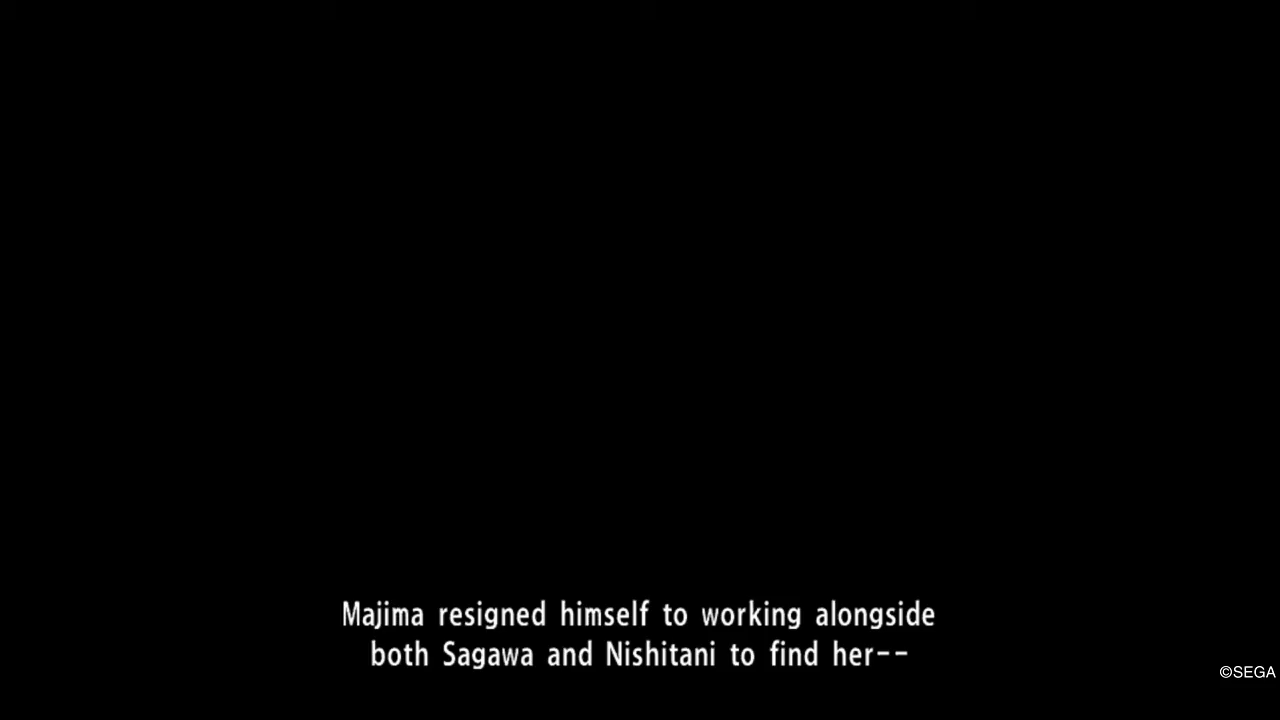 Majima resigned himself to working alongside
both Sagawa and Nishitani to find her--
©SEGA